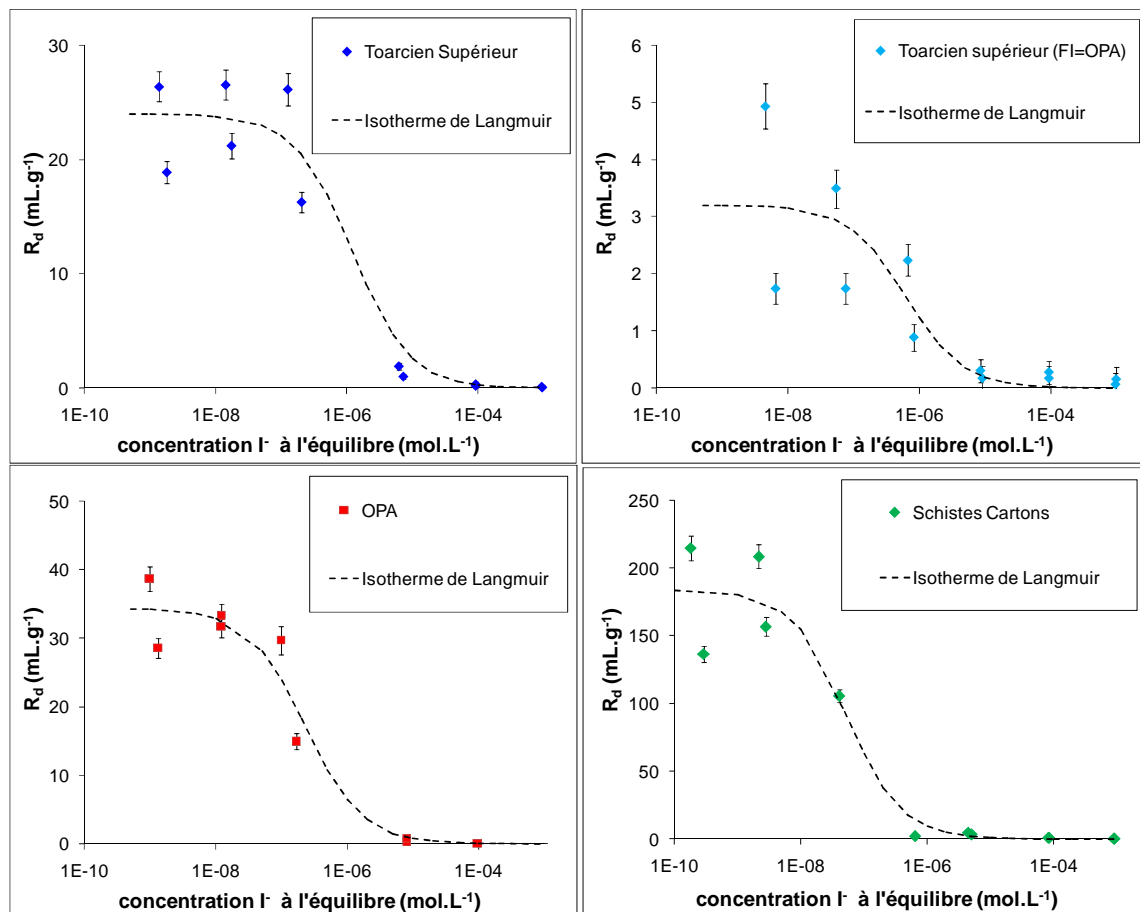 30
20
10
0
R_d (mL.g⁻¹)
Toarcien Supérieur
Isotherme de Langmuir
1E-10 1E-08 1E-06 1E-04
concentration I⁻ à l'équilibre (mol.L⁻¹)
6
5
4
3
2
1
0
R_d (mL.g⁻¹)
Toarcien supérieur (FI=OPA)
Isotherme de Langmuir
1E-10 1E-08 1E-06 1E-04
concentration I⁻ à l'équilibre (mol.L⁻¹)
50
40
30
20
10
0
R_d (mL.g⁻¹)
OPA
Isotherme de Langmuir
1E-10 1E-08 1E-06 1E-04
concentration I⁻ à l'équilibre (mol.L⁻¹)
250
200
150
100
50
0
R_d (mL.g⁻¹)
Schistes Cartons
Isotherme de Langmuir
1E-10 1E-08 1E-06 1E-04
concentration I⁻ à l'équilibre (mol.L⁻¹)